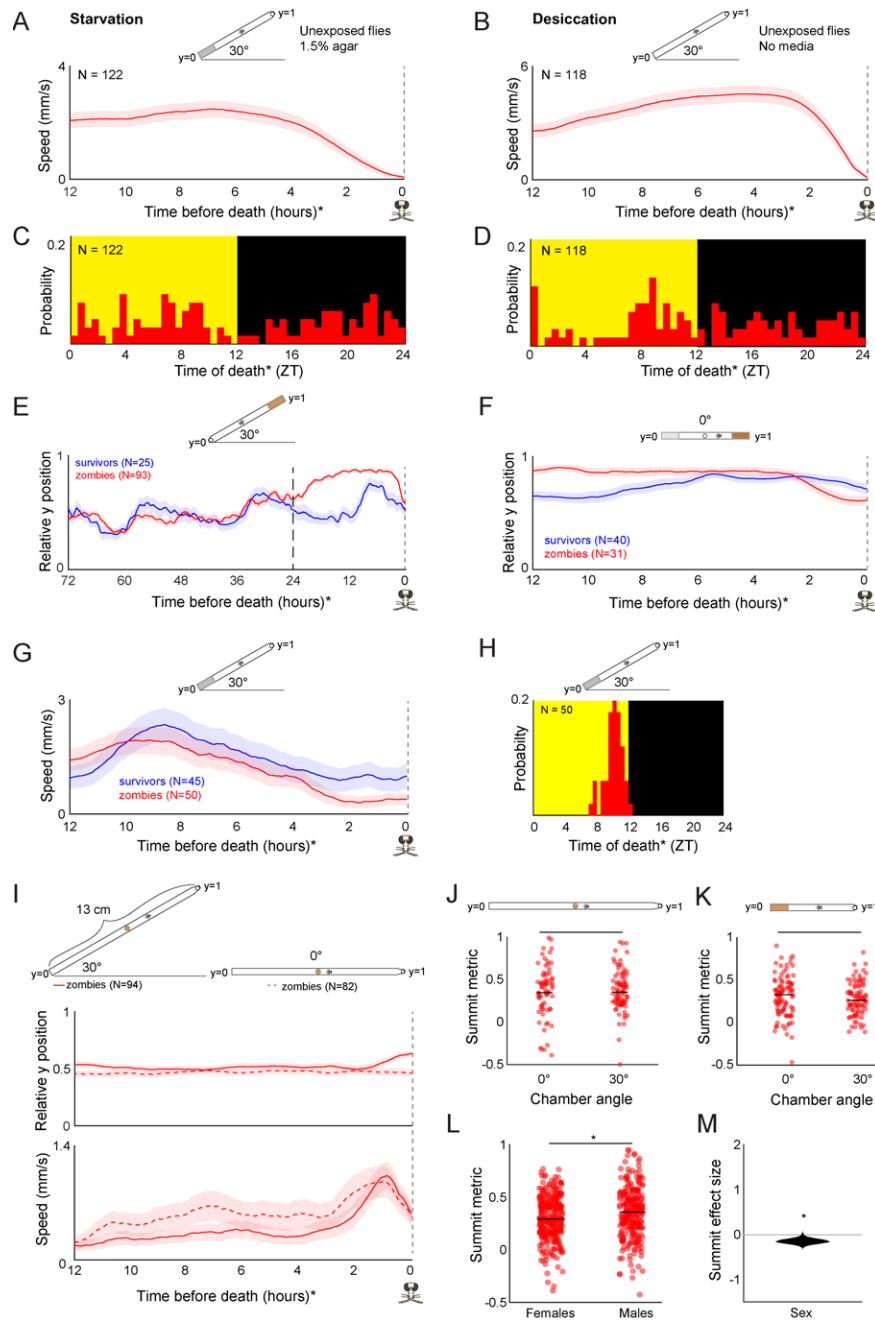 A Starvation
Unexposed flies
1.5% agar
y=1
y=0 30°
4
N = 122
Speed (mm/s)
0
12 10 8 6 4 2 0
Time before death (hours)*
B Desiccation
Unexposed flies
No media
y=1
y=0 30°
6
N = 118
Speed (mm/s)
0
12 10 8 6 4 2 0
Time before death (hours)*
C
0.2
N = 122
Probability
0 4 8 12 16 20 24
Time of death* (ZT)
D
0.2
N = 118
Probability
0 4 8 12 16 20 24
Time of death* (ZT)
E
y=1
y=0 30°
1
survivors (N=25)
zombies (N=93)
Relative y position
0
72 60 48 36 24 12 0
Time before death (hours)*
F
0°
y=0 y=1
1
Relative y position
survivors (N=40)
zombies (N=31)
0
12 10 8 6 4 2 0
Time before death (hours)*
G
y=1
y=0 30°
3
Speed (mm/s)
survivors (N=45)
zombies (N=50)
0
12 10 8 6 4 2 0
Time before death (hours)*
H
y=1
y=0 30°
0.2
N = 50
Probabilty
0 4 8 12 16 20 24
Time of death* (ZT)
I
13 cm
y=1
y=0 30°
0°
y=0 y=1
zombies (N=94) zombies (N=82)
1
Relative y position
0.5
0
12 10 8 6 4 2 0
1.4
Speed (mm/s)
0
12 10 8 6 4 2 0
Time before death (hours)*
J
y=0 y=1
1
Summit metric
0.5
0
-0.5
0° 30°
Chamber angle
K
y=0 y=1
1
Summit metric
0.5
0
-0.5
0° 30°
Chamber angle
L
*
1
Summit metric
0.5
0
-0.5
Females Males
M
2
Summit effect size
1
*
0
-1
Sex